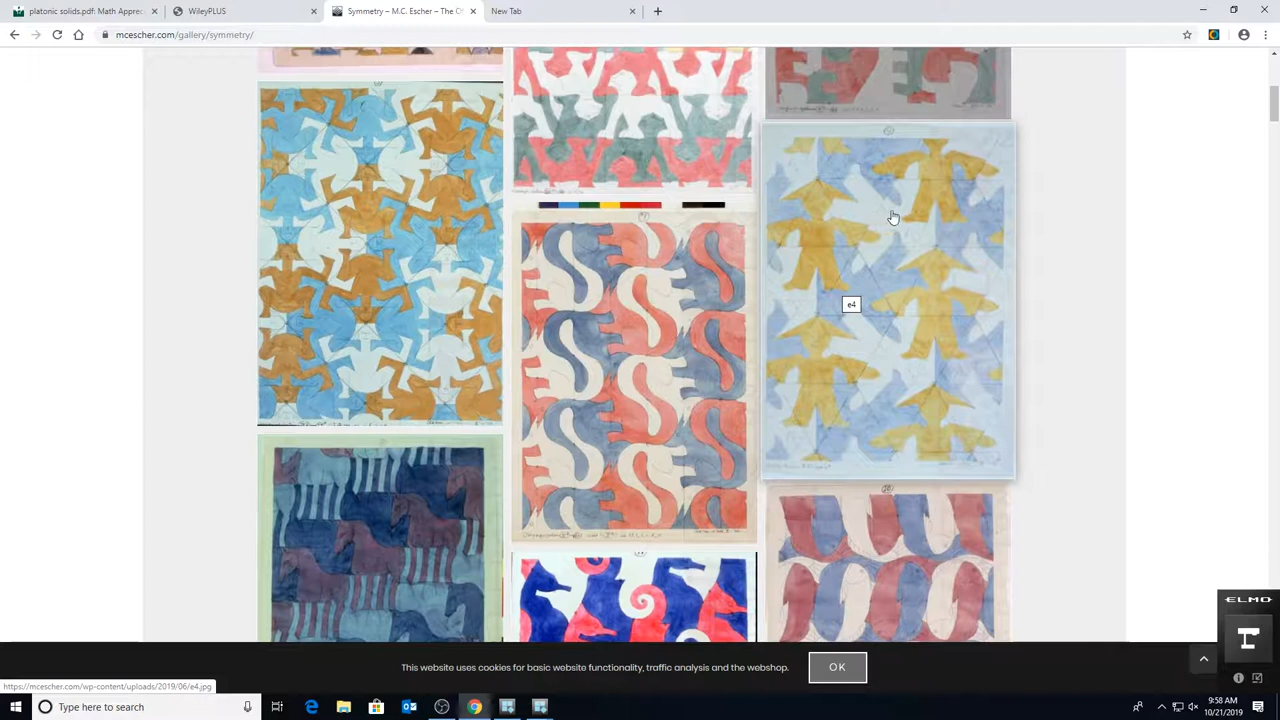 platonic solids.pdf: Math Appreci
WileyPLUS
Symmetry – M.C. Escher – The O
New Tab
mcescher.com/gallery/symmetry/
e4
ELMO
This website uses cookies for basic website functionality, traffic analysis and the webshop.
OK
https://mcescher.com/wp-content/uploads/2019/06/e4.jpg
Type here to search
9:58 AM
10/21/2019